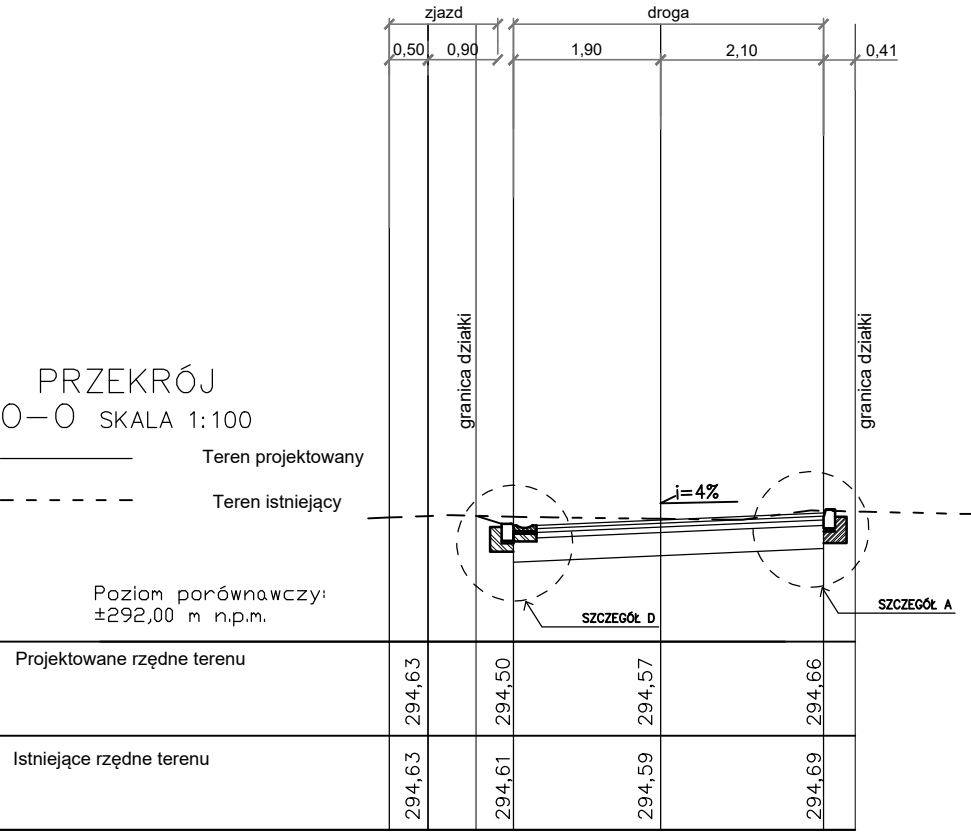 zjazd
droga
0,50
0,90
1,90
2,10
0,41
granica działki
granica działki
PRZEKRÓJ
O-O SKALA 1:100
Teren projektowany
Teren istniejący
i=4%
Poziom porównawczy:
±292,00 m n.p.m.
SZCZEGÓŁ D
SZCZEGÓŁ A
Projektowane rzędne terenu
294,63
294,50
294,57
294,66
Istniejące rzędne terenu
294,63
294,61
294,59
294,69